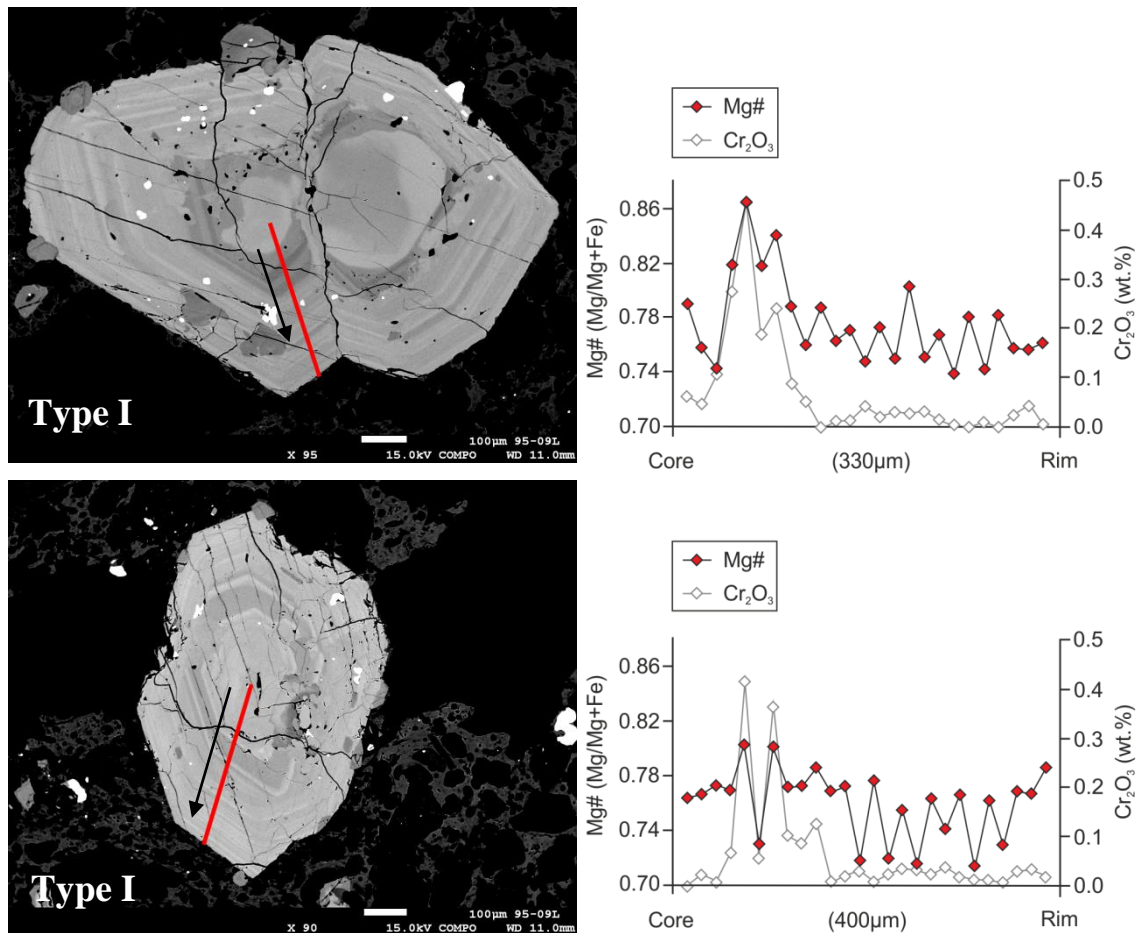 Type I
100μm 95-09L
X 95 15.0kV COMPO WD 11.0mm
Mg#
Cr₂O₃
Mg# (Mg/Mg+Fe)
0.86
0.82
0.78
0.74
0.70
0.5
0.4
0.3
0.2
0.1
0.0
Cr₂O₃ (wt.%)
Core (330μm) Rim
Type I
100μm 95-09L
X 90 15.0kV COMPO WD 11.0mm
Mg#
Cr₂O₃
Mg# (Mg/Mg+Fe)
0.86
0.82
0.78
0.74
0.70
0.5
0.4
0.3
0.2
0.1
0.0
Cr₂O₃ (wt.%)
Core (400μm) Rim